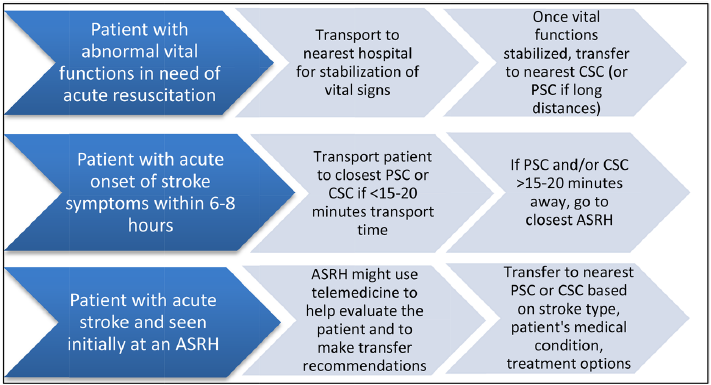 Patient with
abnormal vital
functions in need of
acute resuscitation
Transport to
nearest hospital
for stabilization of
vital signs
Once vital
functions
stabilized, transfer
to nearest CSC (or
PSC if long
distances)
Patient with acute
onset of stroke
symptoms within 6-8
hours
Transport patient
to closest PSC or
CSC if <15-20
minutes transport
time
If PSC and/or CSC
>15-20 minutes
away, go to
closest ASRH
Patient with acute
stroke and seen
initially at an ASRH
ASRH might use
telemedicine to
help evaluate the
patient and to
make transfer
recommendations
Transfer to nearest
PSC or CSC based
on stroke type,
patient's medical
condition,
treatment options